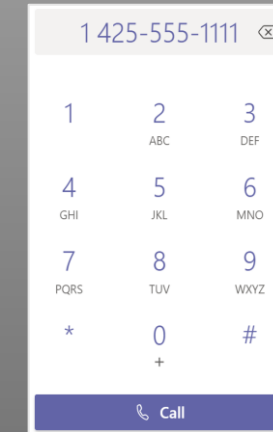 1 425-555-1111
1 2 3
ABC DEF
4 5 6
GHI JKL MNO
7 8 9
PQRS TUV WXYZ
* 0 #
+
Call